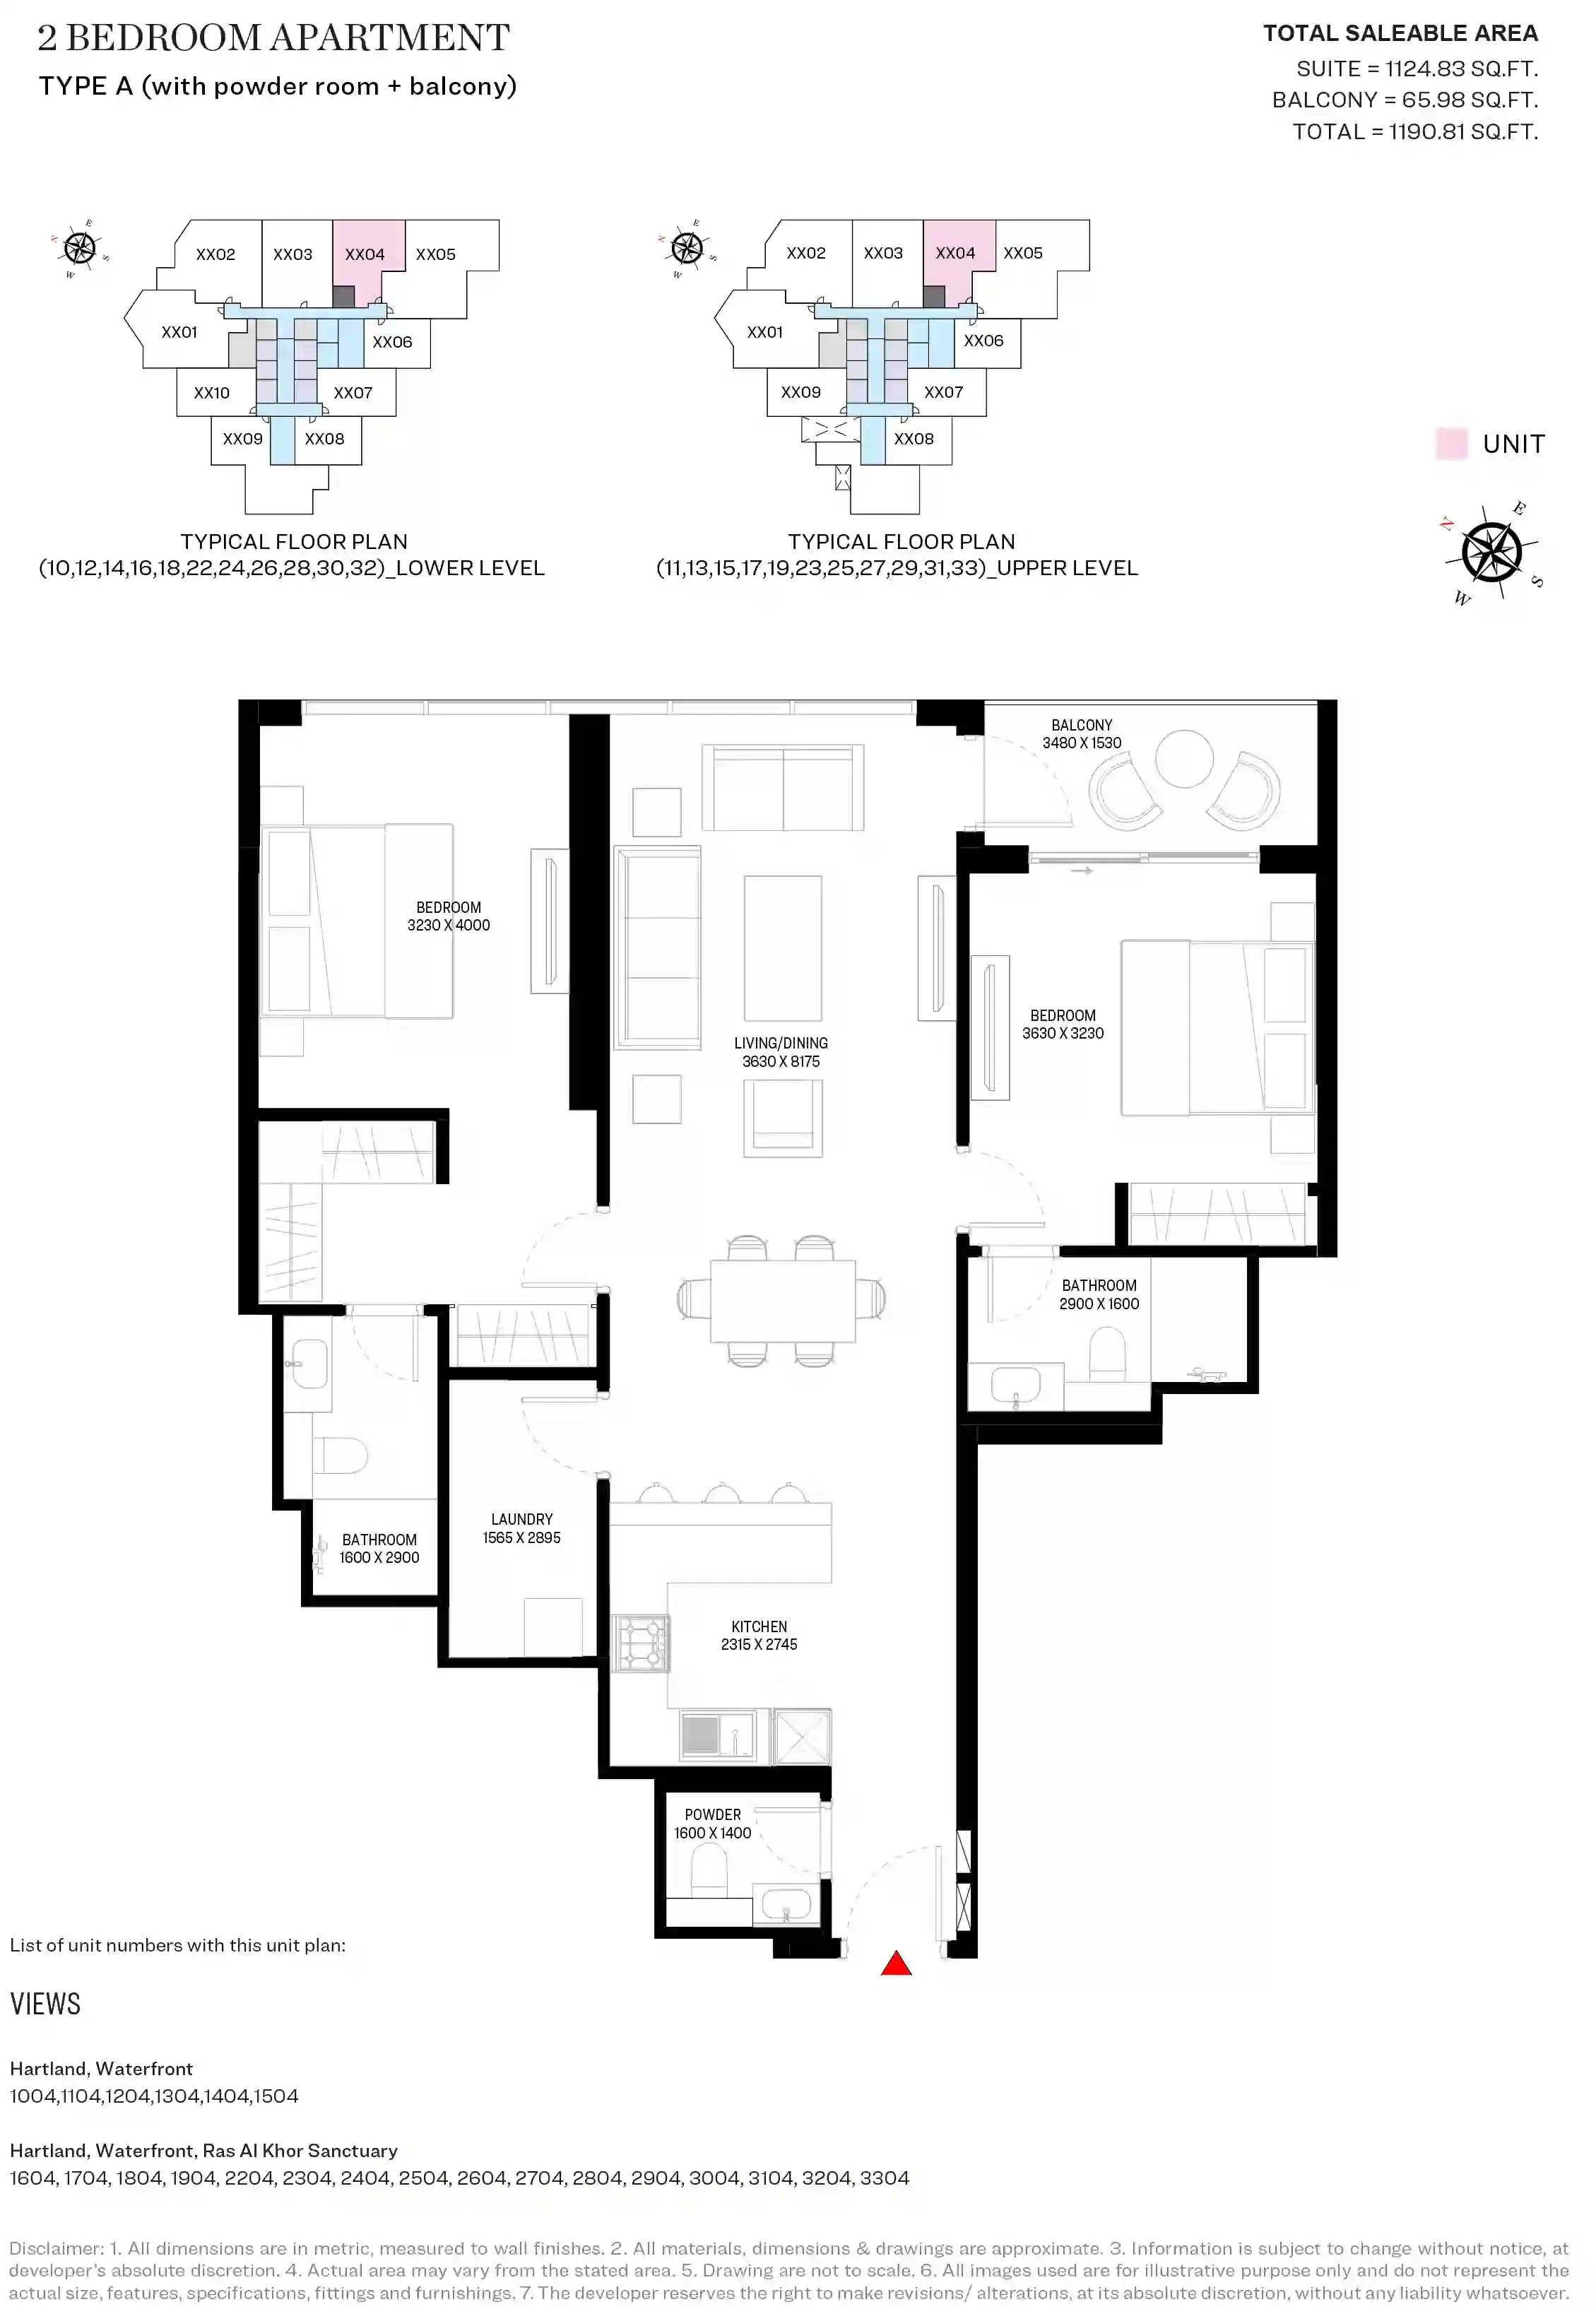 2 BEDROOM APARTMENT
TYPE A (with powder room + balcony)
TOTAL SALEABLE AREA
SUITE = 1124.83 SQ.FT.
BALCONY = 65.98 SQ.FT.
TOTAL = 1190.81 SQ.FT.
N E S W
XX02 XX03 XX04 XX05
XX01 XX06
XX10 XX07
XX09 XX08
TYPICAL FLOOR PLAN
(10,12,14,16,18,22,24,26,28,30,32)_LOWER LEVEL
N E S W
XX02 XX03 XX04 XX05
XX01 XX06
XX09 XX07
XX08
TYPICAL FLOOR PLAN
(11,13,15,17,19,23,25,27,29,31,33)_UPPER LEVEL
UNIT
N E S W
BALCONY
3480 X 1530
BEDROOM
3230 X 4000
BEDROOM
3630 X 3230
LIVING/DINING
3630 X 8175
BATHROOM
2900 X 1600
LAUNDRY
1565 X 2895
BATHROOM
1600 X 2900
KITCHEN
2315 X 2745
POWDER
1600 X 1400
List of unit numbers with this unit plan:
VIEWS
Hartland, Waterfront
1004,1104,1204,1304,1404,1504
Hartland, Waterfront, Ras Al Khor Sanctuary
1604, 1704, 1804, 1904, 2204, 2304, 2404, 2504, 2604, 2704, 2804, 2904, 3004, 3104, 3204, 3304
Disclaimer: 1. All dimensions are in metric, measured to wall finishes. 2. All materials, dimensions & drawings are approximate. 3. Information is subject to change without notice, at
developer's absolute discretion. 4. Actual area may vary from the stated area. 5. Drawing are not to scale. 6. All images used are for illustrative purpose only and do not represent the
actual size, features, specifications, fittings and furnishings. 7. The developer reserves the right to make revisions/ alterations, at its absolute discretion, without any liability whatsoever.